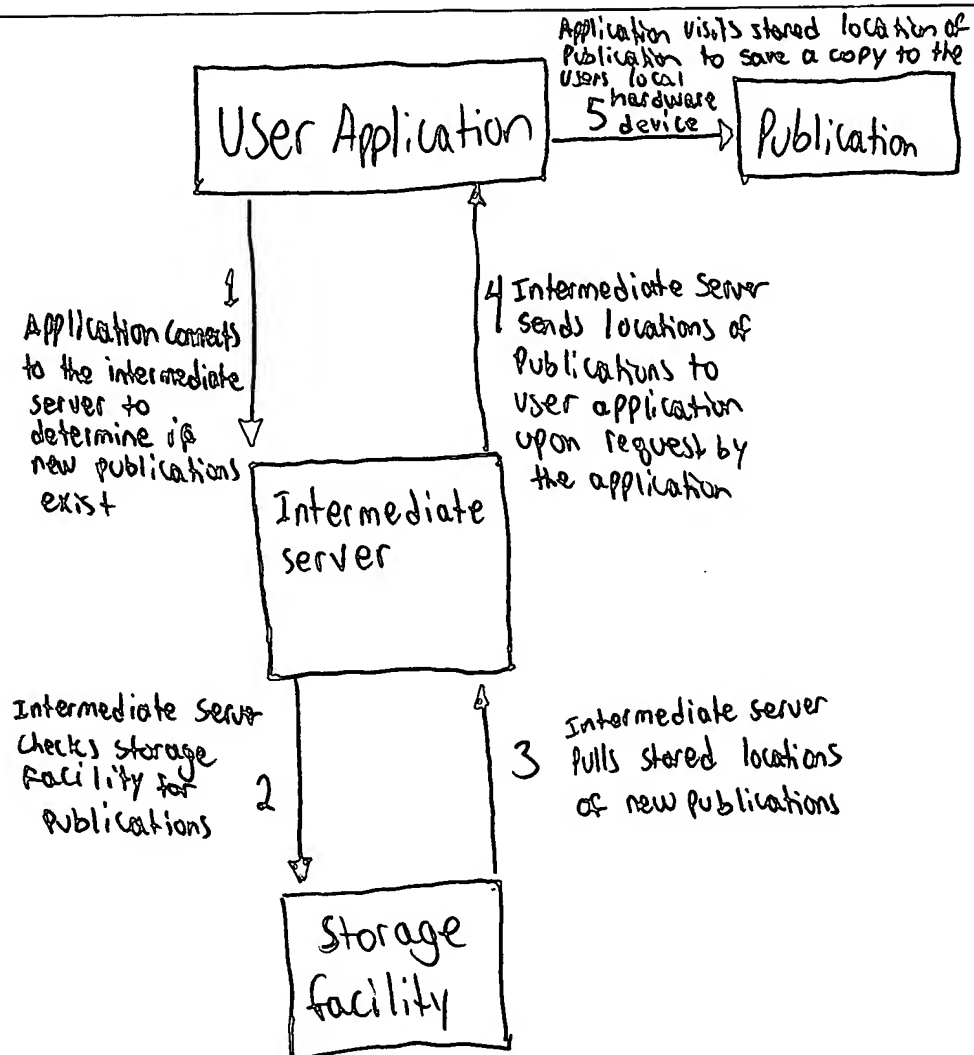 Application visits stored location of
Publication to save a copy to the
users local
hardware
5 device
User Application
Publication
1
Application connects
to the intermediate
server to
determine if
new publications
exist
4 Intermediate Server
sends locations of
Publications to
user application
upon request by
the application
Intermediate
server
Intermediate server
checks storage
facility for
publications
2
3
Intermediate server
Pulls stored locations
of new publications
Storage
facility